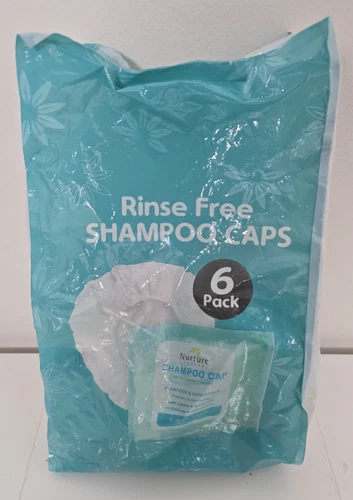 Rinse Free
SHAMPOO CAPS
6
Pack
Nurture
SHAMPOO CAP